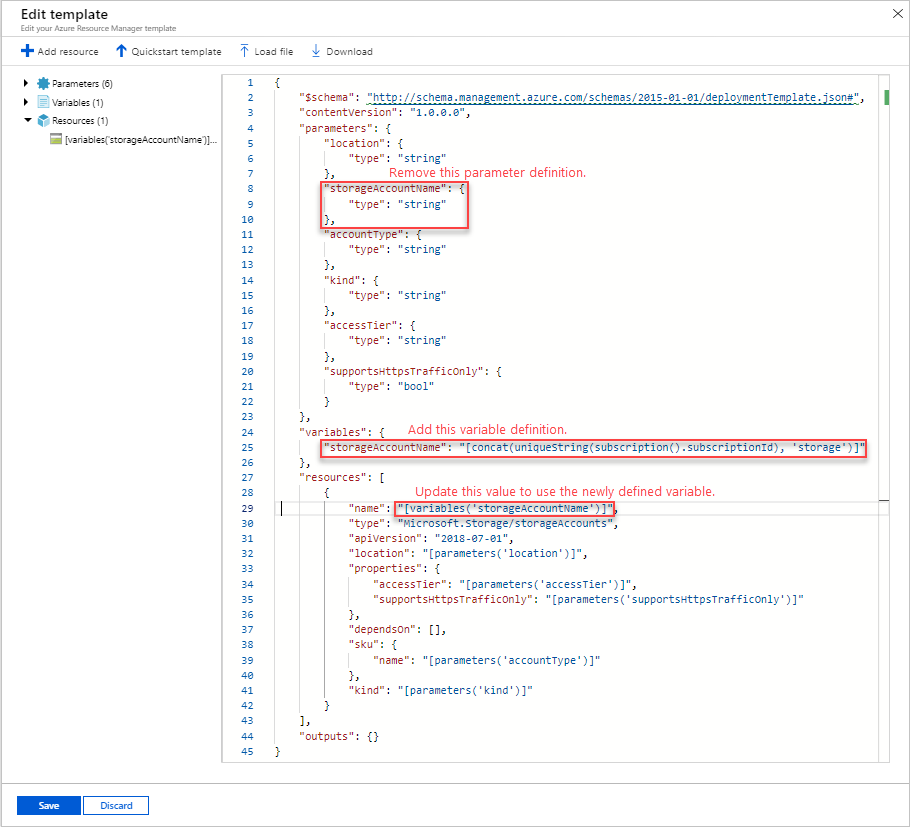 Edit template
Edit your Azure Resource Manager template
Add resource Quickstart template Load file Download
Parameters (6)
Variables (1)
Resources (1)
[variables('storageAccountName')]...
1 {
2 "$schema": "http://schema.management.azure.com/schemas/2015-01-01/deploymentTemplate.json#",
3 "contentVersion": "1.0.0.0",
4 "parameters": {
5 "location": {
6 "type": "string"
7 },
Remove this parameter definition.
8 "storageAccountName": {
9 "type": "string"
10 },
11 "accountType": {
12 "type": "string"
13 },
14 "kind": {
15 "type": "string"
16 },
17 "accessTier": {
18 "type": "string"
19 },
20 "supportsHttpsTrafficOnly": {
21 "type": "bool"
22 }
23 },
24 "variables": {
Add this variable definition.
25 "storageAccountName": "[concat(uniqueString(subscription().subscriptionId), 'storage')]"
26 },
27 "resources": [
28 {
Update this value to use the newly defined variable.
29 "name": "[variables('storageAccountName')]",
30 "type": "Microsoft.Storage/storageAccounts",
31 "apiVersion": "2018-07-01",
32 "location": "[parameters('location')]",
33 "properties": {
34 "accessTier": "[parameters('accessTier')]",
35 "supportsHttpsTrafficOnly": "[parameters('supportsHttpsTrafficOnly')]"
36 },
37 "dependsOn": [],
38 "sku": {
39 "name": "[parameters('accountType')]"
40 },
41 "kind": "[parameters('kind')]"
42 }
43 ],
44 "outputs": {}
45 }
Save Discard